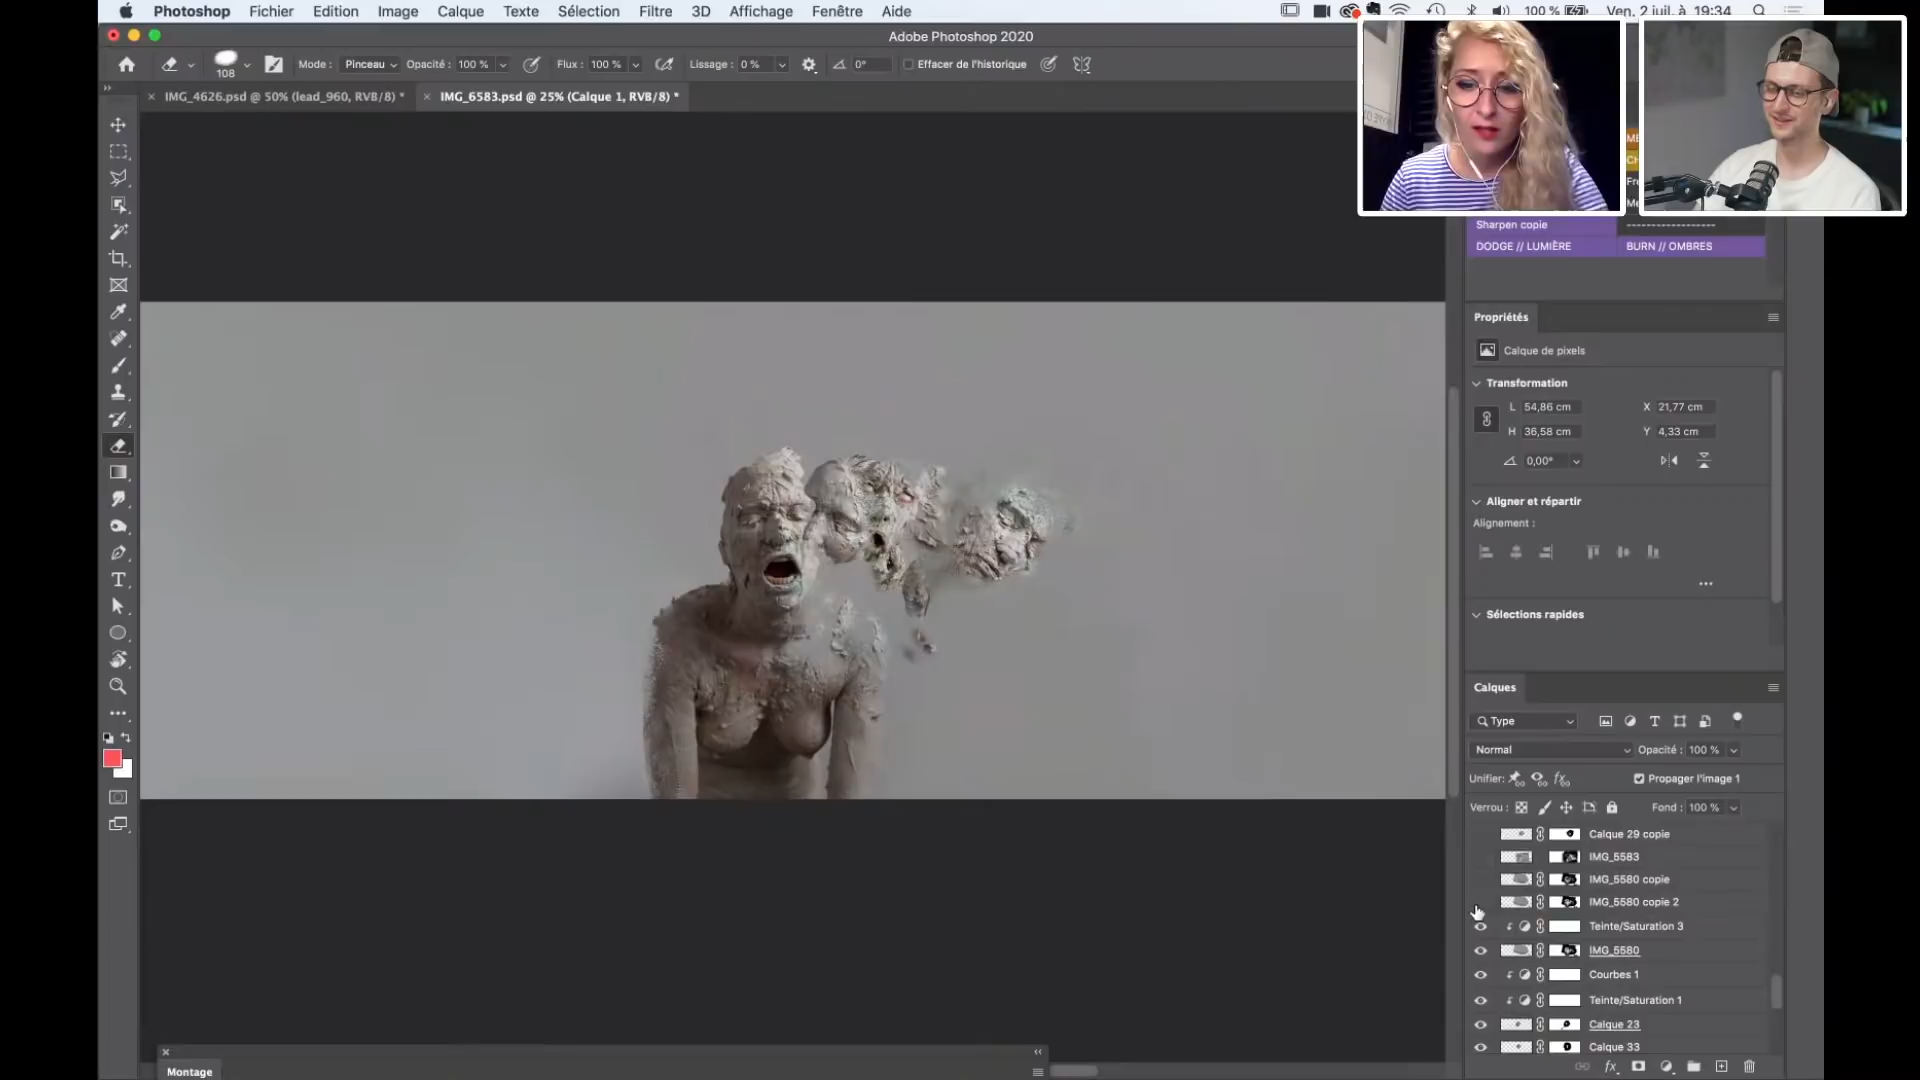 Photoshop Fichier Edition Image Calque Texte Sélection Filtre 3D Affichage Fenêtre Aide
100 % Ven. 2 juil. à 19:34
Adobe Photoshop 2020
108 Mode : Pinceau Opacité : 100 % Flux : 100 % Lissage : 0 % 0° Effacer de l'historique
IMG_4626.psd @ 50% (lead_960, RVB/8) *
IMG_6583.psd @ 25% (Calque 1, RVB/8) *
Sharpen copie ------------------
DODGE // LUMIÈRE BURN // OMBRES
Propriétés
Calque de pixels
Transformation
L 54,86 cm X 21,77 cm
H 36,58 cm Y 4,33 cm
0,00°
Aligner et répartir
Alignement :
Sélections rapides
Calques
Type
Normal Opacité : 100 %
Unifier : Propager l'image 1
Verrou : Fond : 100 %
Calque 29 copie
IMG_5583
IMG_5580 copie
IMG_5580 copie 2
Teinte/Saturation 3
IMG_5580
Courbes 1
Teinte/Saturation 1
Calque 23
Calque 33
Montage